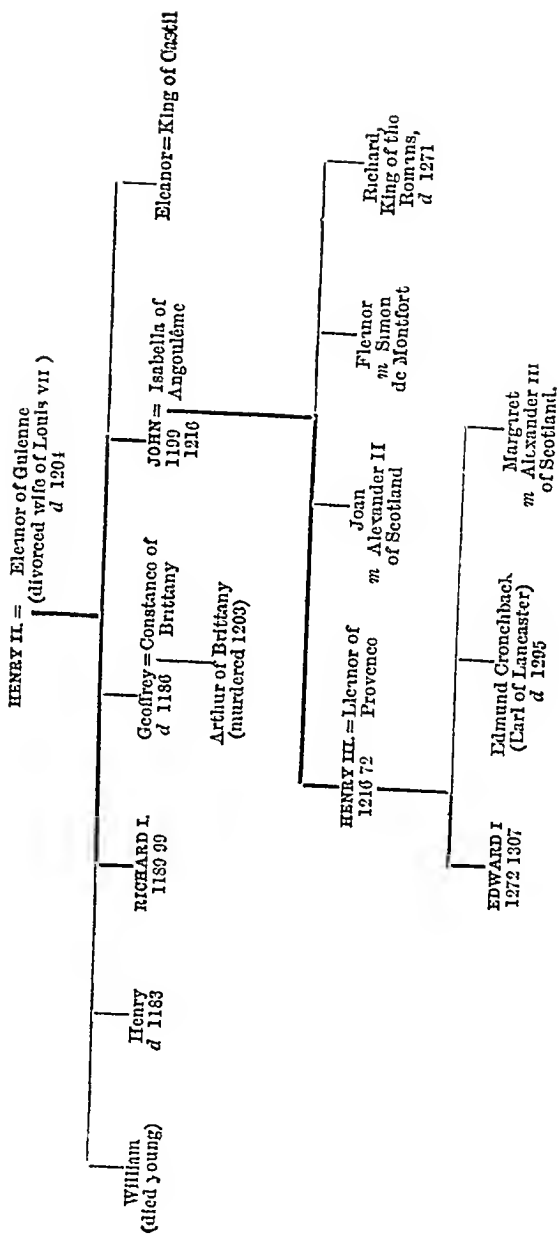 HENRY II. = Eleanor of Guienne
(divorced wife of Louis VII)
d 1204
William
(died young)
Henry
d 1183
RICHARD I.
1189 99
Geoffrey = Constance of
d 1186 Brittany
Arthur of Brittany
(murdered 1203)
JOHN = Isabella of
1199 Angoulême
1216
Eleanor = King of Castil
HENRY III. = Eleanor of
1216 72 Provence
Joan
m Alexander II
of Scotland
Eleanor
m Simon
de Montfort
Richard,
King of the
Romans,
d 1271
EDWARD I
1272 1307
Edmund Crouchback
(Earl of Lancaster)
d 1295
Margaret
m Alexander III
of Scotland.